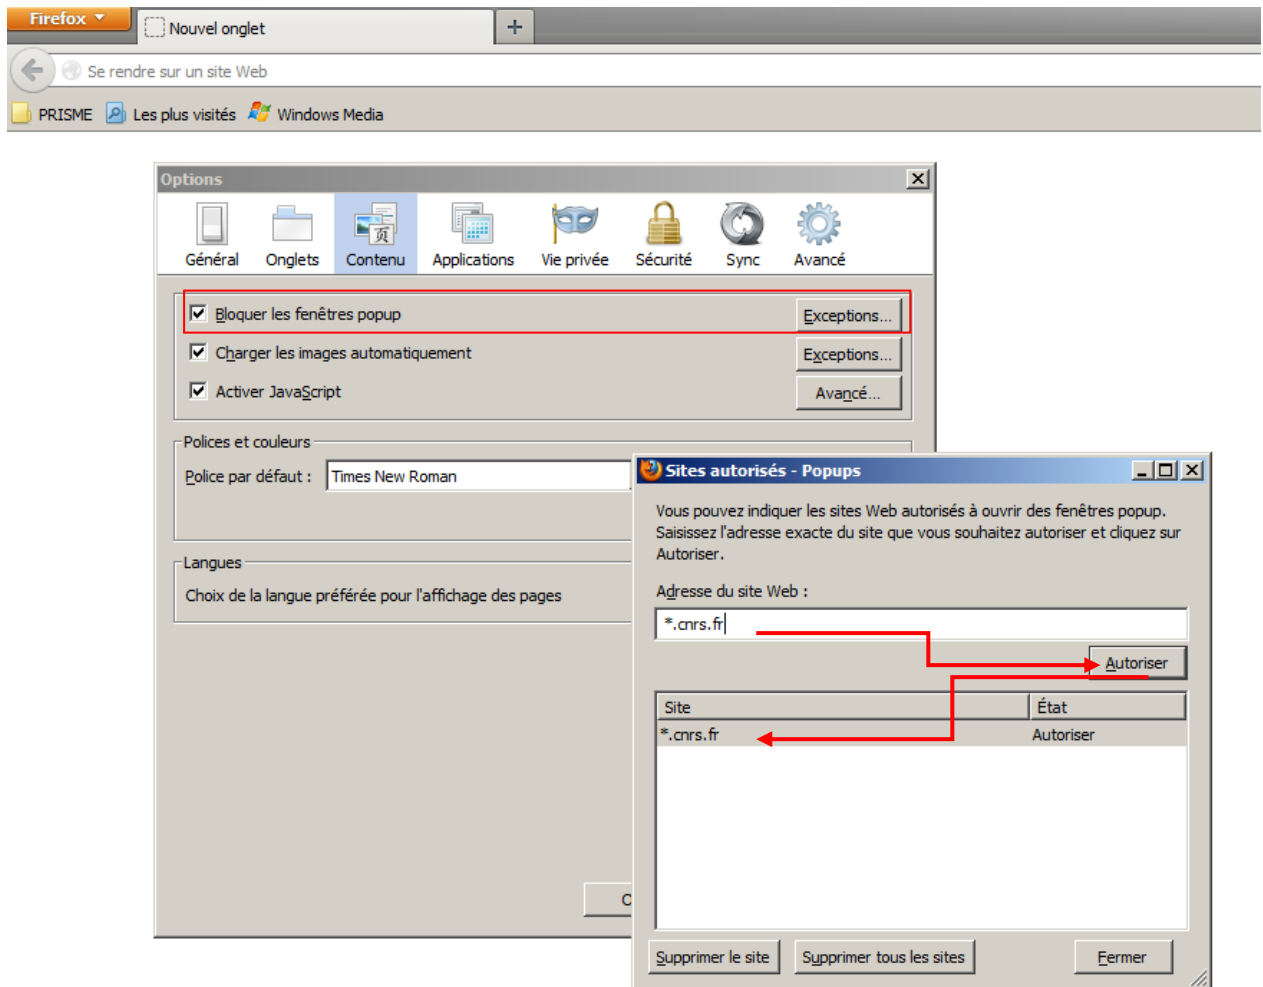 Firefox
Nouvel onglet
Se rendre sur un site Web
PRISME Les plus visités Windows Media
Options
Général Onglets Contenu Applications Vie privée Sécurité Sync Avancé
页
Bloquer les fenêtres popup Exceptions...
Charger les images automatiquement Exceptions...
Activer JavaScript Avancé...
Polices et couleurs
Police par défaut : Times New Roman
Langues
Choix de la langue préférée pour l'affichage des pages
Sites autorisés - Popups
Vous pouvez indiquer les sites Web autorisés à ouvrir des fenêtres popup.
Saisissez l'adresse exacte du site que vous souhaitez autoriser et cliquez sur
Autoriser.
Adresse du site Web :
*.cnrs.fr
Autoriser
Site État
*.cnrs.fr Autoriser
Supprimer le site Supprimer tous les sites Fermer